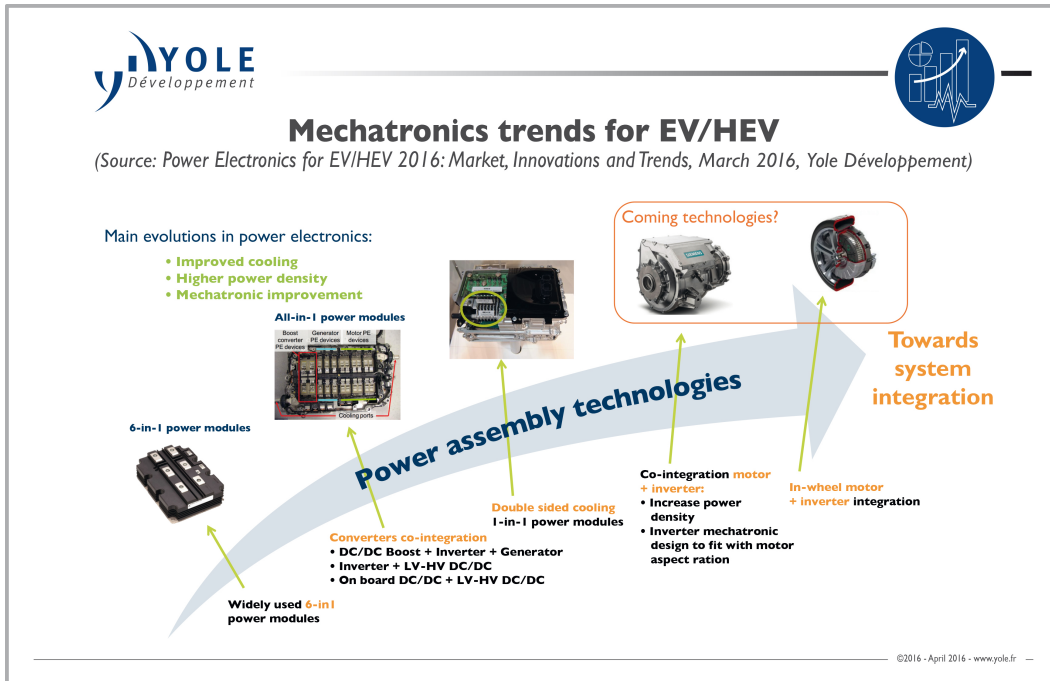 YOLE
Développement
Mechatronics trends for EV/HEV
(Source: Power Electronics for EV/HEV 2016: Market, Innovations and Trends, March 2016, Yole Développement)
Coming technologies?
SIEMENS
Main evolutions in power electronics:
• Improved cooling
• Higher power density
• Mechatronic improvement
All-in-1 power modules
Boost
converter
PE devices
Generator
PE devices
Motor PE
devices
Cooling ports
6-in-1 power modules
Power assembly technologies
Towards
system
integration
Widely used 6-in1
power modules
Converters co-integration
• DC/DC Boost + Inverter + Generator
• Inverter + LV-HV DC/DC
• On board DC/DC + LV-HV DC/DC
Double sided cooling
1-in-1 power modules
Co-integration motor
+ inverter:
• Increase power
density
• Inverter mechatronic
design to fit with motor
aspect ration
In-wheel motor
+ inverter integration
©2016 - April 2016 - www.yole.fr